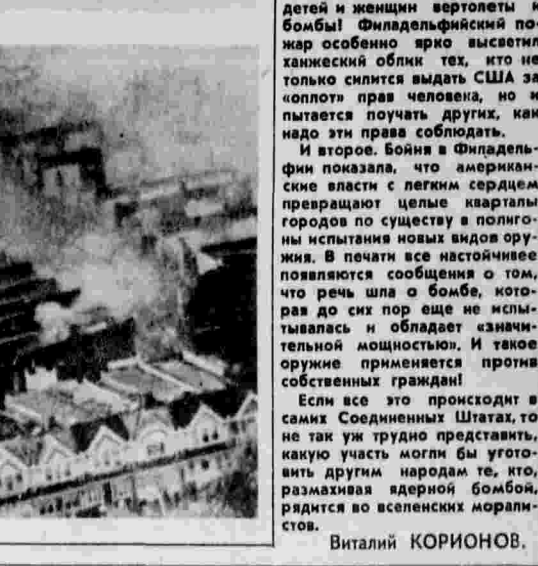 детей и женщин вертолеты и
бомбы! Филадельфийский по-
жар особенно ярко высветил
ханжеский облик тех, кто не
только силится выдать США за
«оплот» прав человека, но и
пытается поучать других, как
надо эти права соблюдать.
И второе. Бойня в Филадель-
фии показала, что американ-
ские власти с легким сердцем
превращают целые кварталы
городов по существу в полиго-
ны испытания новых видов ору-
жия. В печати все настойчивее
появляются сообщения о том,
что речь шла о бомбе, кото-
рая до сих пор еще не испы-
тывалась и обладает «значи-
тельной мощностью». И такое
оружие применяется против
собственных граждан!
Если все это происходит в
самих Соединенных Штатах, то
не так уж трудно представить,
какую участь могли бы угото-
вить другим народам те, кто,
размахивая ядерной бомбой,
рядится во вселенских морали-
стов.
Виталий КОРИОНОВ.